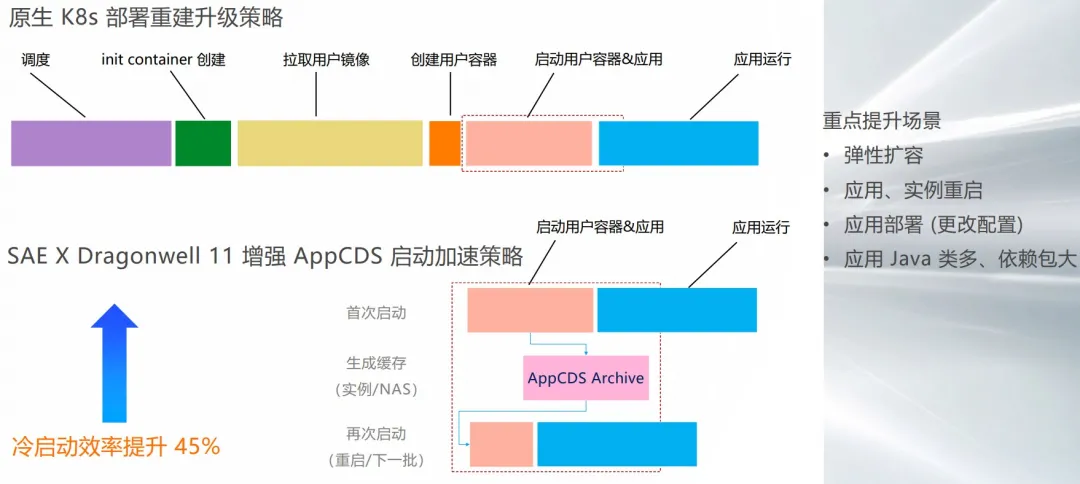 原生 K8s 部署重建升级策略
调度
init container 创建
拉取用户镜像
创建用户容器
启动用户容器&应用
应用运行
SAE X Dragonwell 11 增强 AppCDS 启动加速策略
启动用户容器&应用
应用运行
首次启动
生成缓存
（实例/NAS）
AppCDS Archive
再次启动
（重启/下一批）
冷启动效率提升 45%
重点提升场景
• 弹性扩容
• 应用、实例重启
• 应用部署 (更改配置)
• 应用 Java 类多、依赖包大